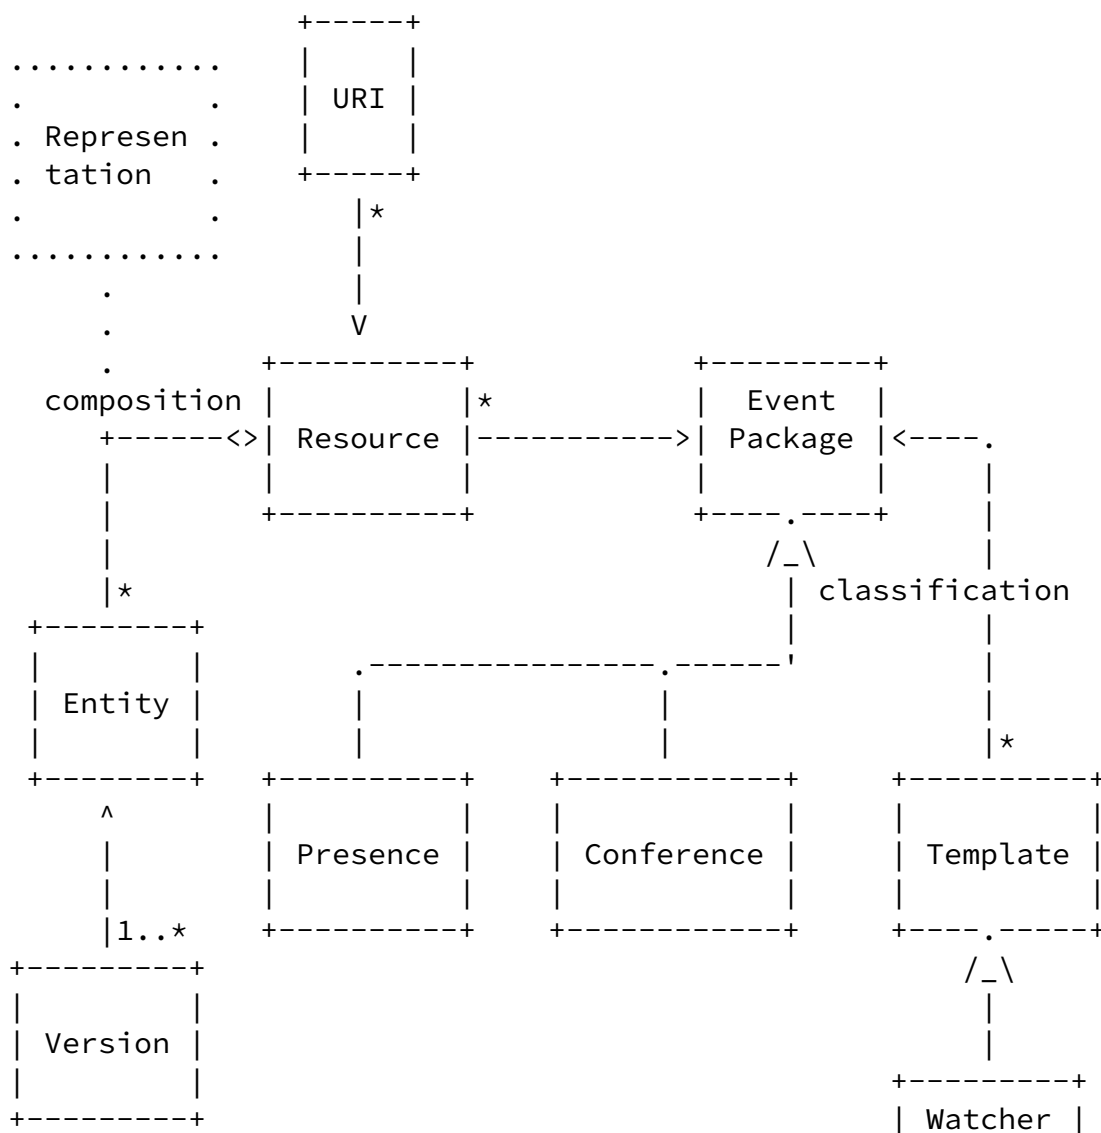 URI
Represen
tation
*
composition
*
Event
Resource
Package
*
classification
Entity
*
Presence
Conference
Template
1..*
Version
Watcher